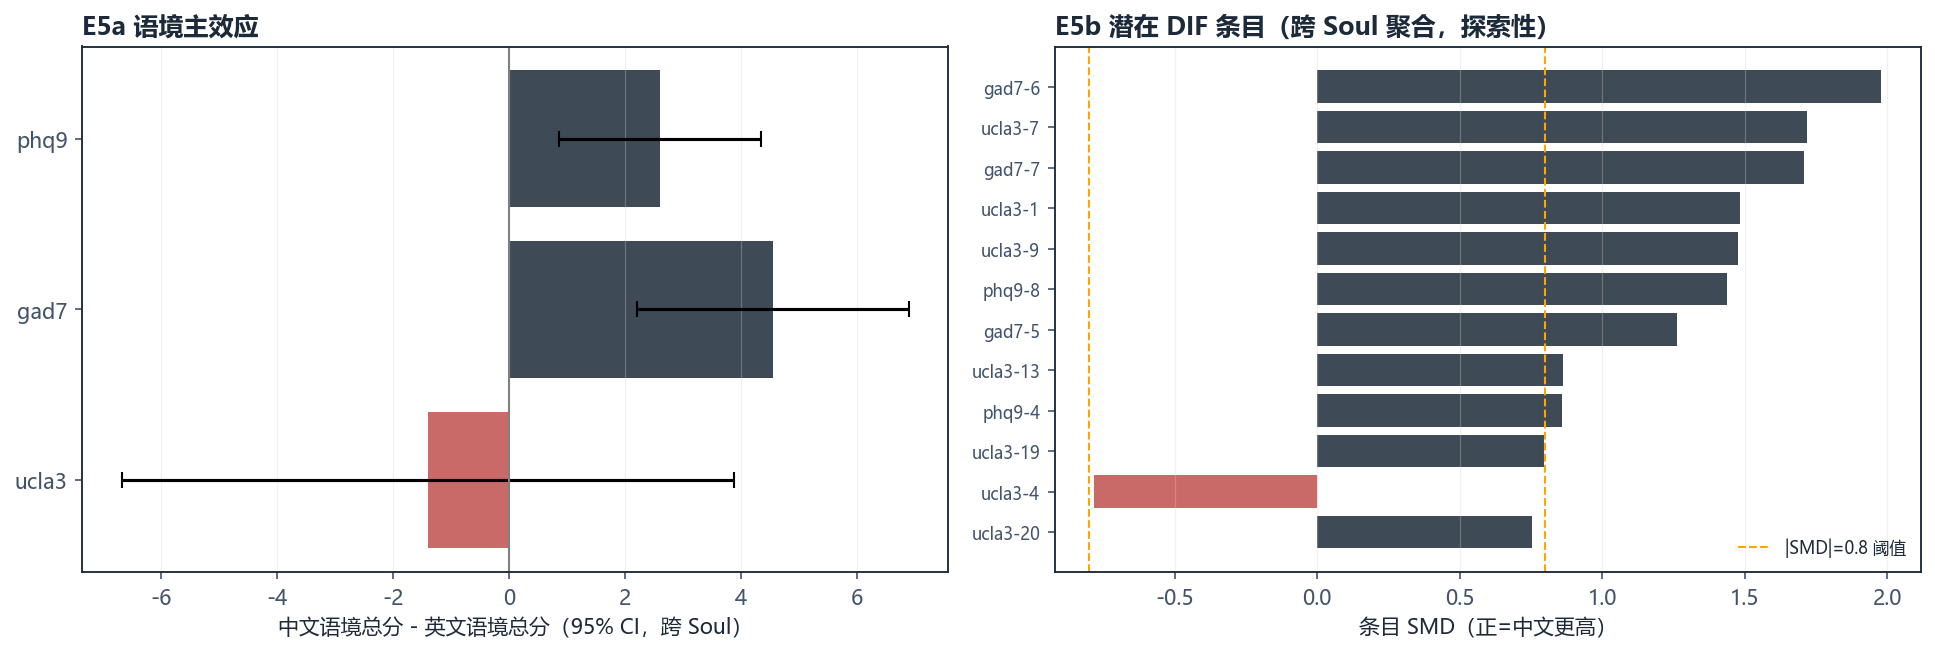 E5a 语境主效应
phq9
gad7
ucla3
-6 -4 -2 0 2 4 6
中文语境总分 - 英文语境总分（95% CI，跨 Soul）
E5b 潜在 DIF 条目（跨 Soul 聚合，探索性）
gad7-6
ucla3-7
gad7-7
ucla3-1
ucla3-9
phq9-8
gad7-5
ucla3-13
phq9-4
ucla3-19
ucla3-4
ucla3-20
|SMD|=0.8 阈值
-0.5 0.0 0.5 1.0 1.5 2.0
条目 SMD（正=中文更高）